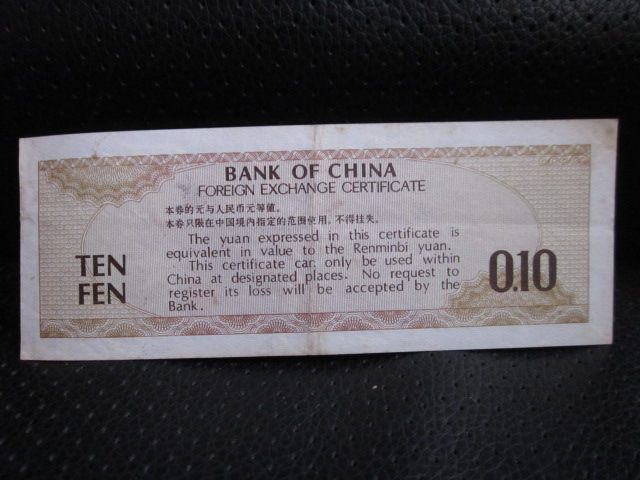 BANK OF CHINA
FOREIGN EXCHANGE CERTIFICATE
本券的元与人民币元等值。
本券只限在中国境内指定的范围使用，不得挂失。
The yuan expressed in this certificate is
equivalent in value to the Renminbi yuan.
This certificate can only be used within
China at designated places. No request to
register its loss will be accepted by the
Bank.
TEN
FEN
0.10